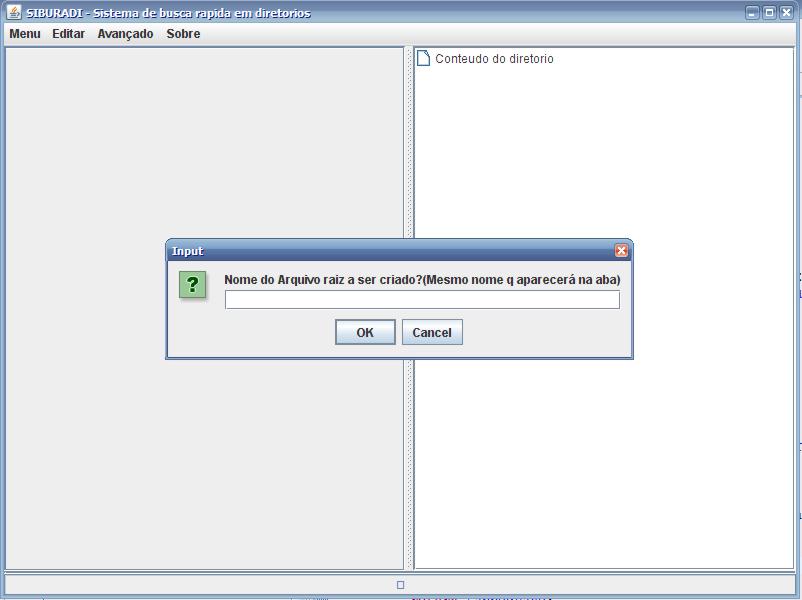 SIBURADI - Sistema de busca rapida em diretorios
Menu Editar Avançado Sobre
Conteudo do diretorio
Input
Nome do Arquivo raiz a ser criado?(Mesmo nome q aparecerá na aba)
?
OK Cancel